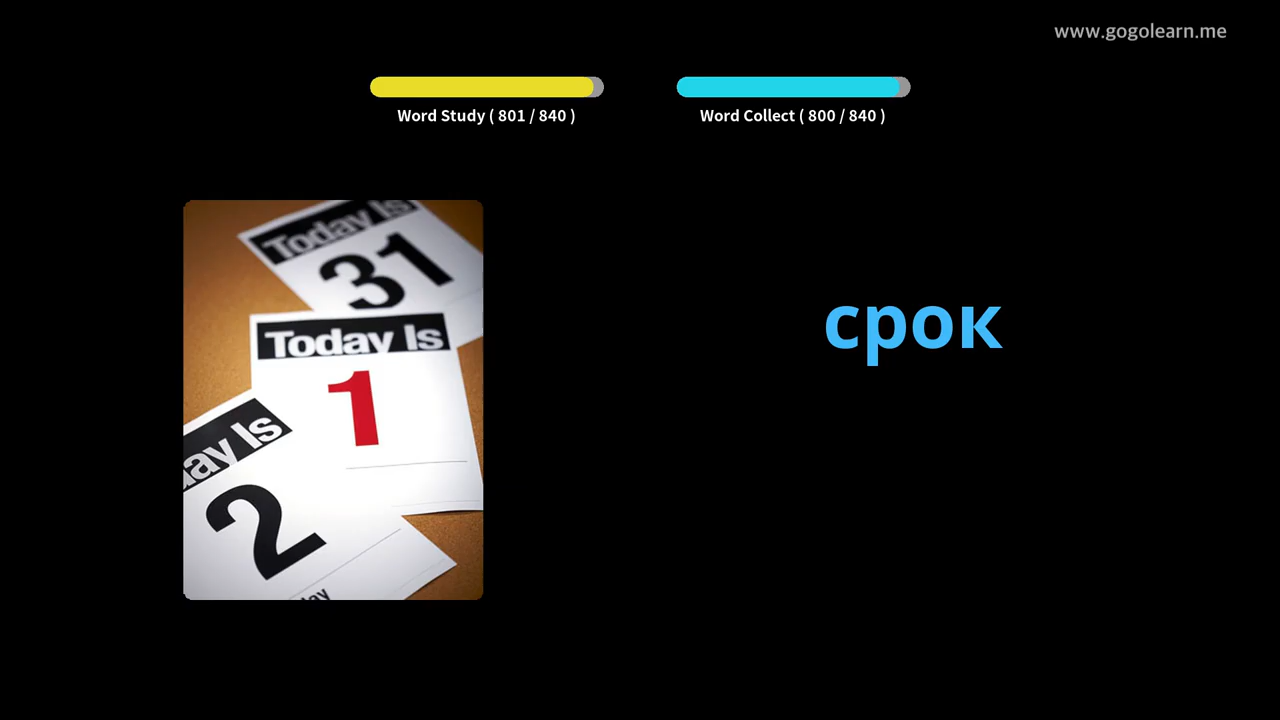 www.gogolearn.me
Word Study ( 801 / 840 )
Word Collect ( 800 / 840 )
Today Is
31
Today Is
1
ay Is
2
ay
срок